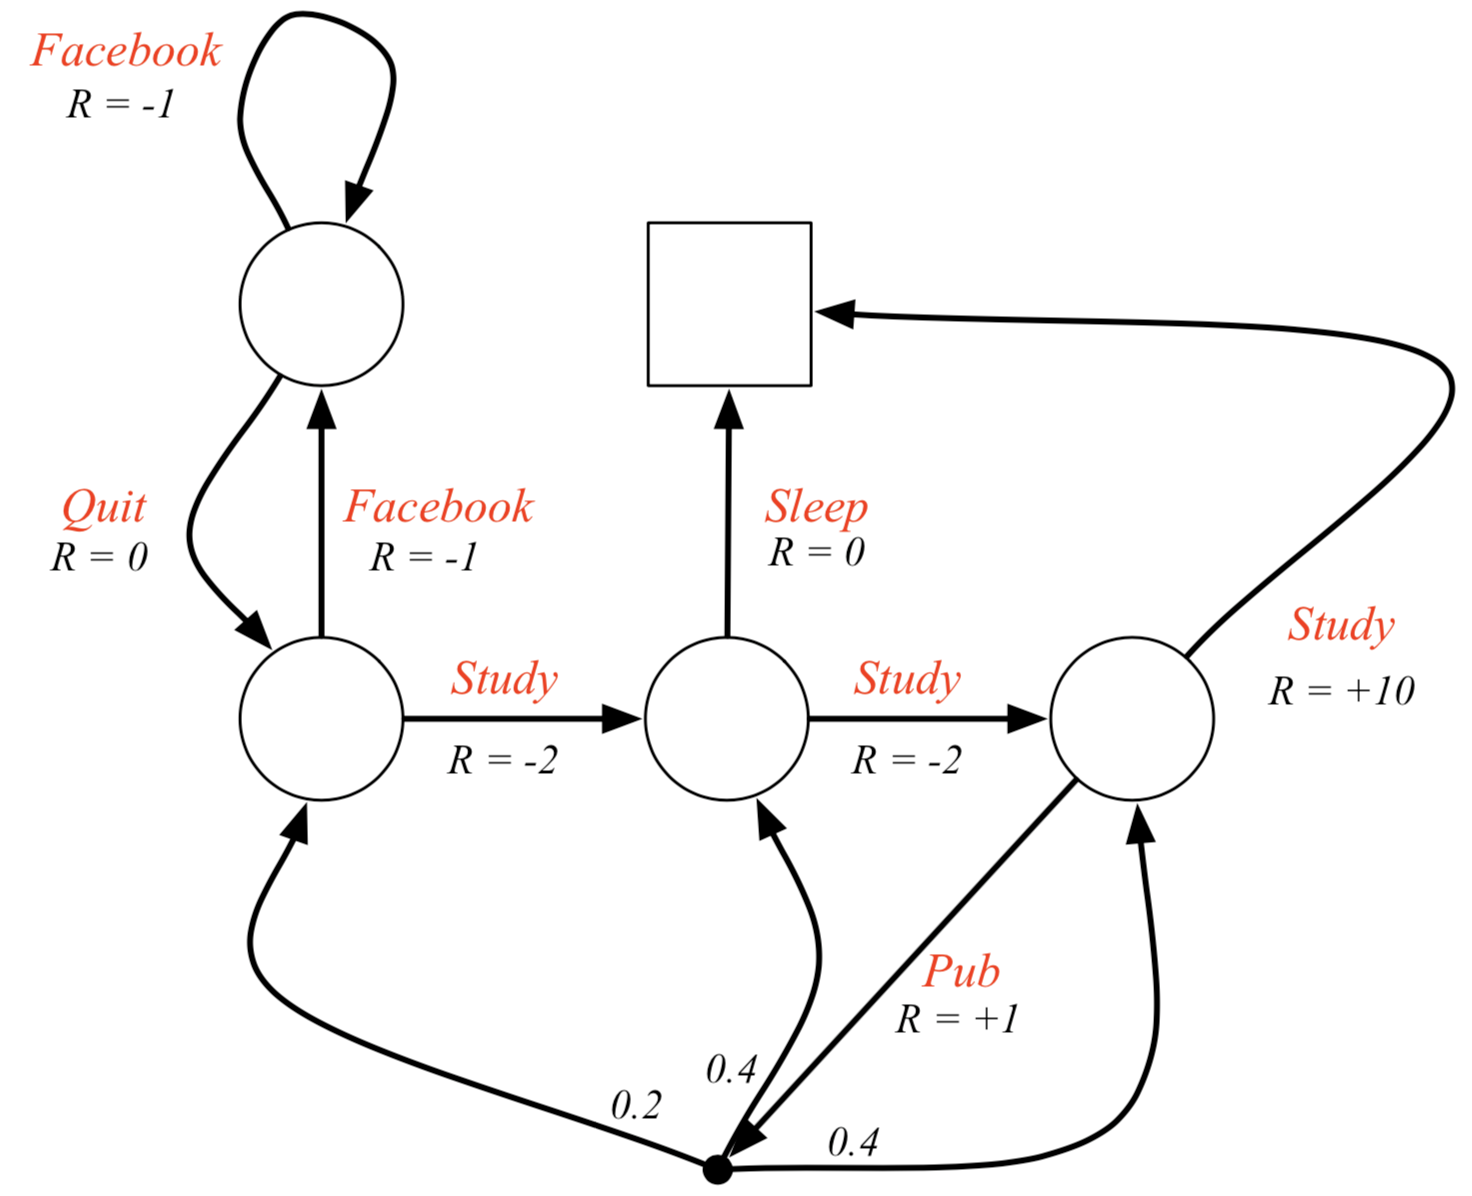 Facebook
R = -1
Quit
R = 0
Facebook
R = -1
Sleep
R = 0
Study
R = +10
Study
R = -2
Study
R = -2
Pub
R = +1
0.4
0.2
0.4